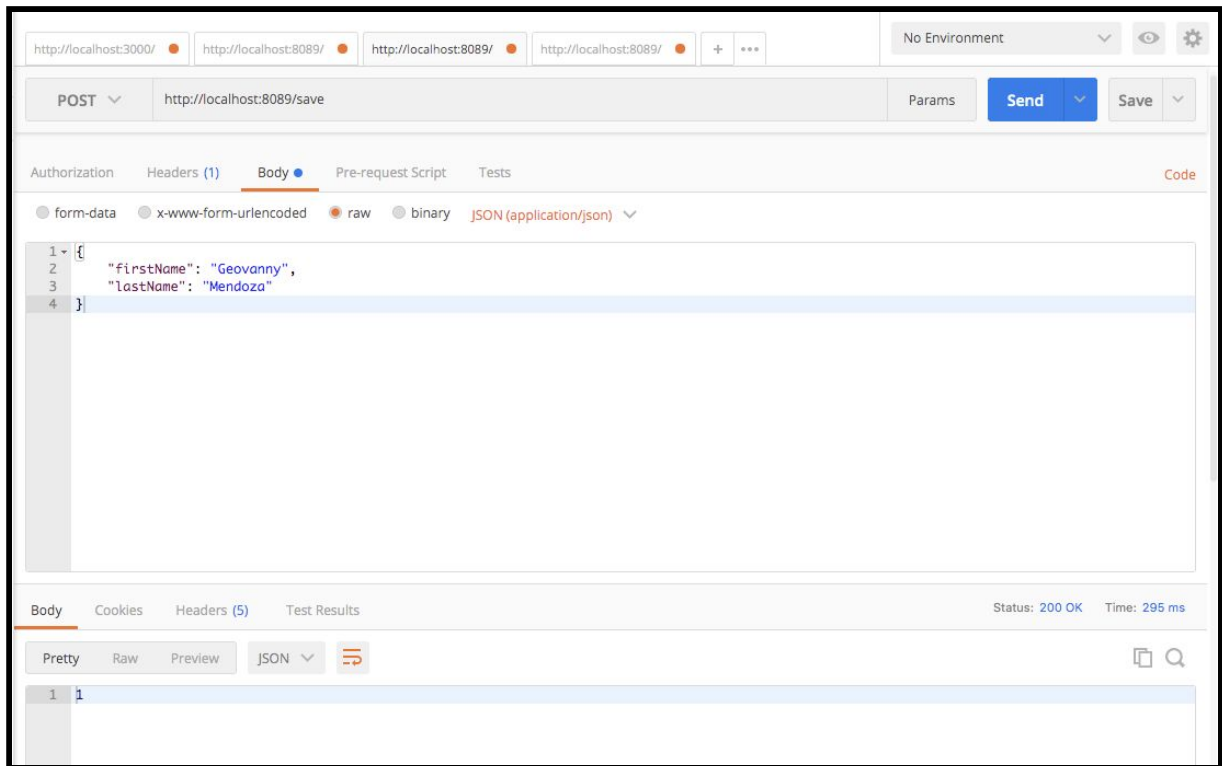 http://localhost:3000/ http://localhost:8089/ http://localhost:8089/ http://localhost:8089/ + ••• No Environment
POST http://localhost:8089/save Params Send Save
Authorization Headers (1) Body Pre-request Script Tests Code
form-data x-www-form-urlencoded raw binary JSON (application/json)
1 {
2 "firstName": "Geovanny",
3 "lastName": "Mendoza"
4 }
Body Cookies Headers (5) Test Results Status: 200 OK Time: 295 ms
Pretty Raw Preview JSON
1 1